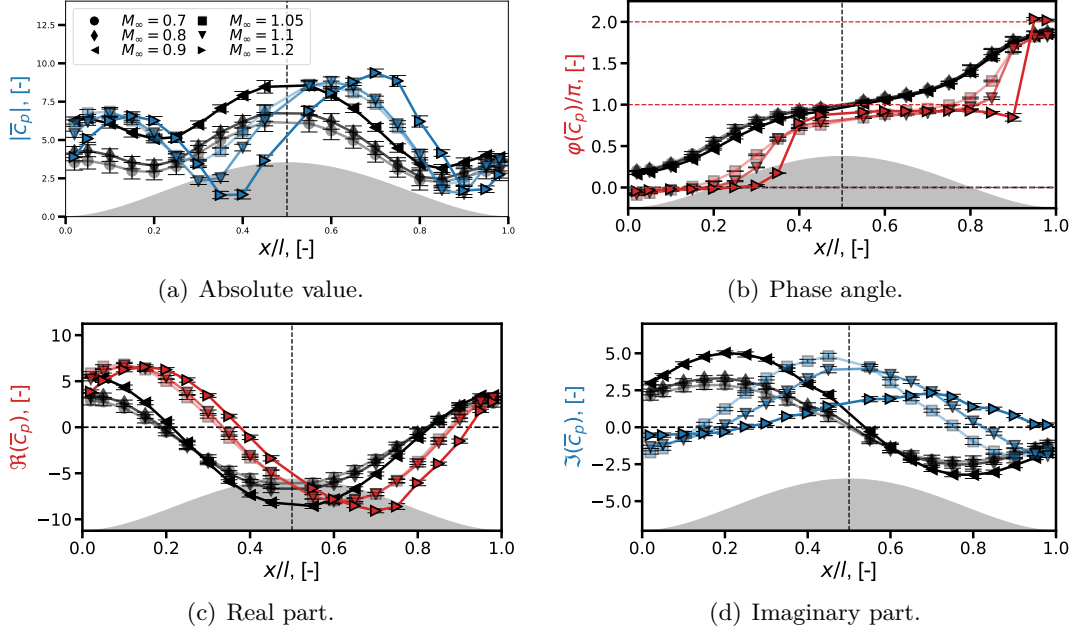 12.5
10.0
7.5
5.0
2.5
0.0
|c̅p|, [-]
M∞ = 0.7
M∞ = 0.8
M∞ = 0.9
M∞ = 1.05
M∞ = 1.1
M∞ = 1.2
0.0 0.2 0.4 0.6 0.8 1.0
x/l, [-]
(a) Absolute value.
2.0
1.5
1.0
0.5
0.0
φ(c̅p)/π, [-]
0.0 0.2 0.4 0.6 0.8 1.0
x/l, [-]
(b) Phase angle.
10
5
0
−5
−10
ℜ(c̅p), [-]
0.0 0.2 0.4 0.6 0.8 1.0
x/l, [-]
(c) Real part.
5.0
2.5
0.0
−2.5
−5.0
ℑ(c̅p), [-]
0.0 0.2 0.4 0.6 0.8 1.0
x/l, [-]
(d) Imaginary part.